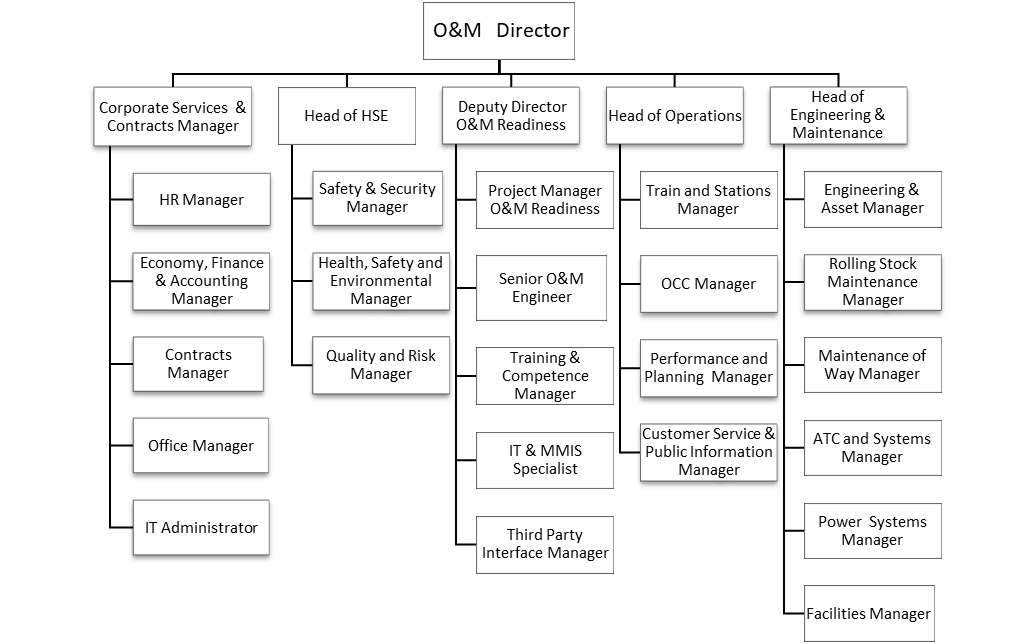 O&M Director
Corporate Services &
Contracts Manager
Head of HSE
Deputy Director
O&M Readiness
Head of Operations
Head of
Engineering &
Maintenance
HR Manager
Economy, Finance
& Accounting
Manager
Contracts
Manager
Office Manager
IT Administrator
Safety & Security
Manager
Health, Safety and
Environmental
Manager
Quality and Risk
Manager
Project Manager
O&M Readiness
Senior O&M
Engineer
Training &
Competence
Manager
IT & MMIS
Specialist
Third Party
Interface Manager
Train and Stations
Manager
OCC Manager
Performance and
Planning Manager
Customer Service &
Public Information
Manager
Engineering &
Asset Manager
Rolling Stock
Maintenance
Manager
Maintenance of
Way Manager
ATC and Systems
Manager
Power Systems
Manager
Facilities Manager